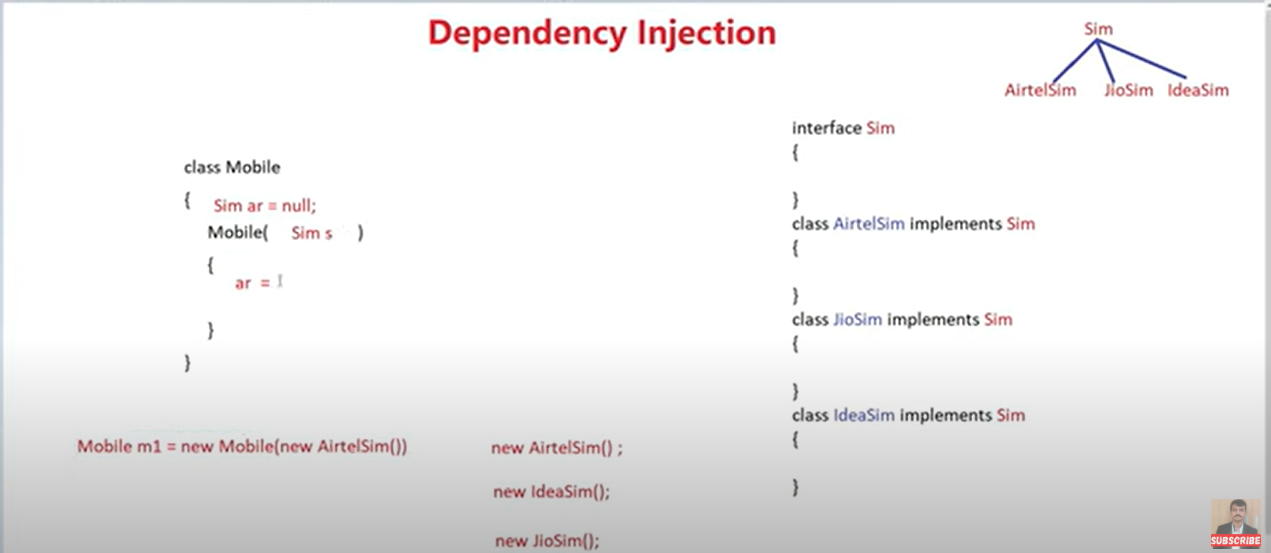 Dependency Injection
Sim
AirtelSim JioSim IdeaSim
class Mobile
{ Sim ar = null;
Mobile( Sim s )
{
ar =
}
}
interface Sim
{
}
class AirtelSim implements Sim
{
}
class JioSim implements Sim
{
}
class IdeaSim implements Sim
{
}
Mobile m1 = new Mobile(new AirtelSim())
new AirtelSim() ;
new IdeaSim();
new JioSim();
SUBSCRIBE